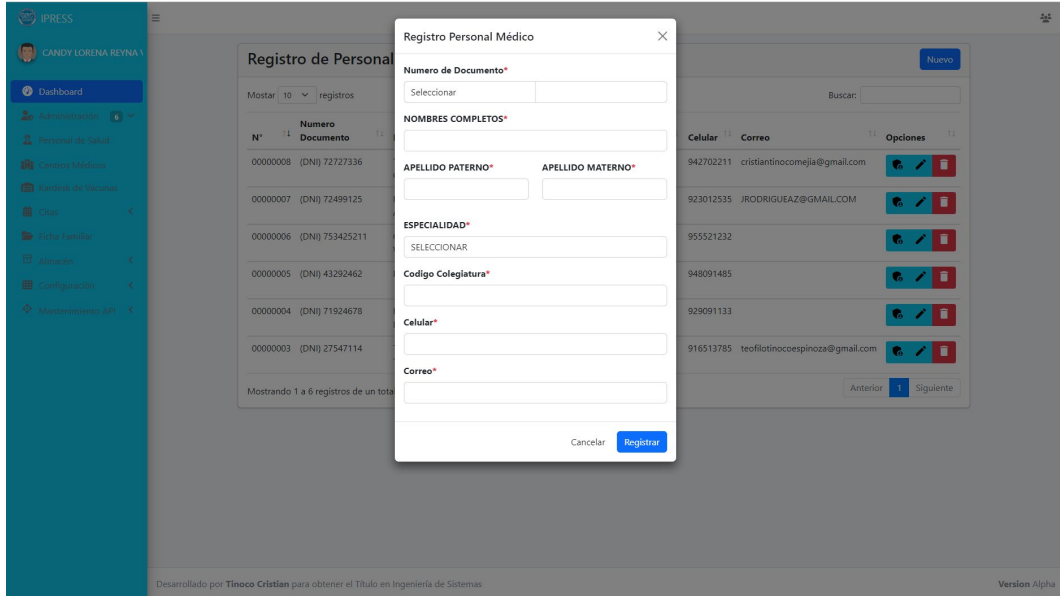 IPRESS
CANDY LORENA REYNA
Dashboard
Administración 6
Personal de Salud
Centros Médicos
Kardexs de Vacunas
Citas
Ficha Familiar
Almacén
Configuración
Mantenimiento API
Registro de Personal
Nuevo
Mostar 10 registros
Buscar:
N° Numero Documento Celular Correo Opciones
00000008 (DNI) 72727336 942702211 cristiantinocomejia@gmail.com
00000007 (DNI) 72499125 923012535 JRODRIGUEAZ@GMAIL.COM
00000006 (DNI) 753425211 955521232
00000005 (DNI) 43292462 948091485
00000004 (DNI) 71924678 929091133
00000003 (DNI) 27547114 916513785 teofilotinocoespinoza@gmail.com
Mostrando 1 a 6 registros de un tota
Anterior 1 Siguiente
Registro Personal Médico
Numero de Documento*
Seleccionar
NOMBRES COMPLETOS*
APELLIDO PATERNO* APELLIDO MATERNO*
ESPECIALIDAD*
SELECCIONAR
Codigo Colegiatura*
Celular*
Correo*
Cancelar Registrar
Desarrollado por Tinoco Cristian para obtener el Título en Ingeniería de Sistemas
Version Alpha